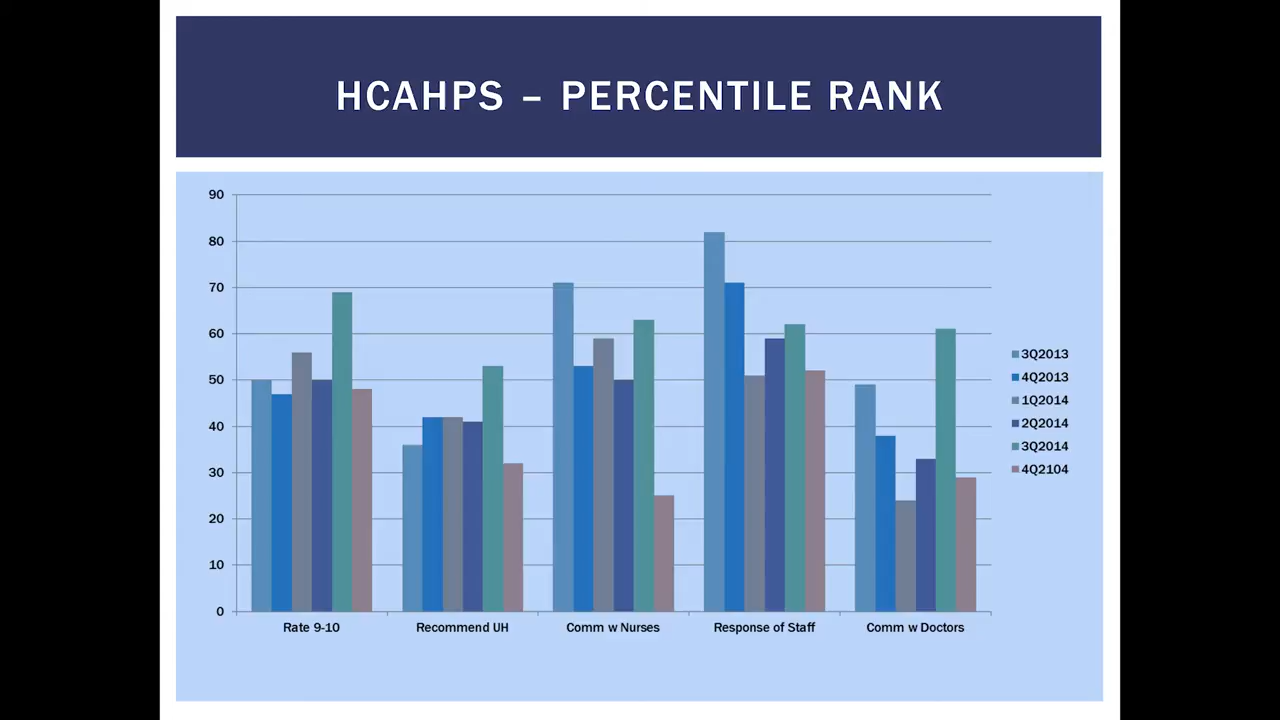 HCAHPS – PERCENTILE RANK
90
80
70
60
50
40
30
20
10
0
Rate 9-10 Recommend UH Comm w Nurses Response of Staff Comm w Doctors
3Q2013
4Q2013
1Q2014
2Q2014
3Q2014
4Q2104